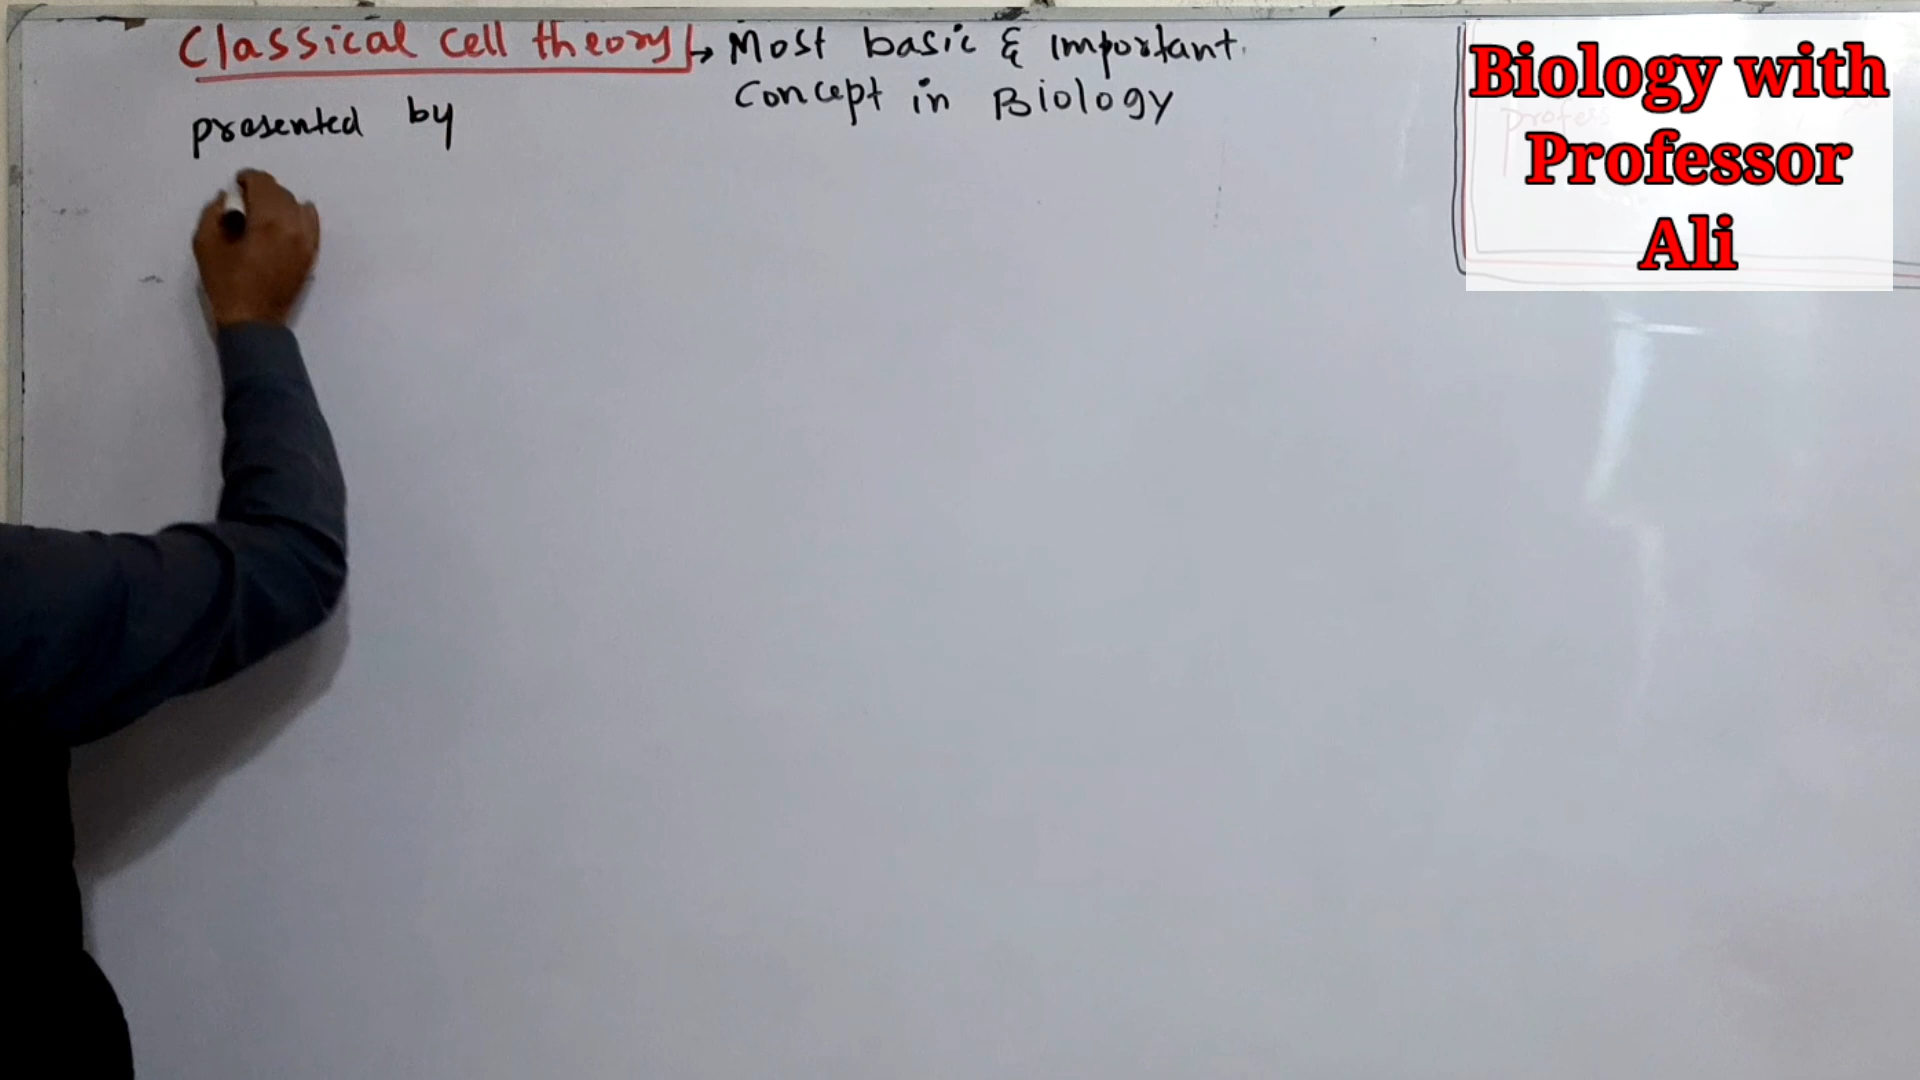 Classical cell theory → Most basic & important
Concept in Biology
presented by
Biology with
Professor
Ali